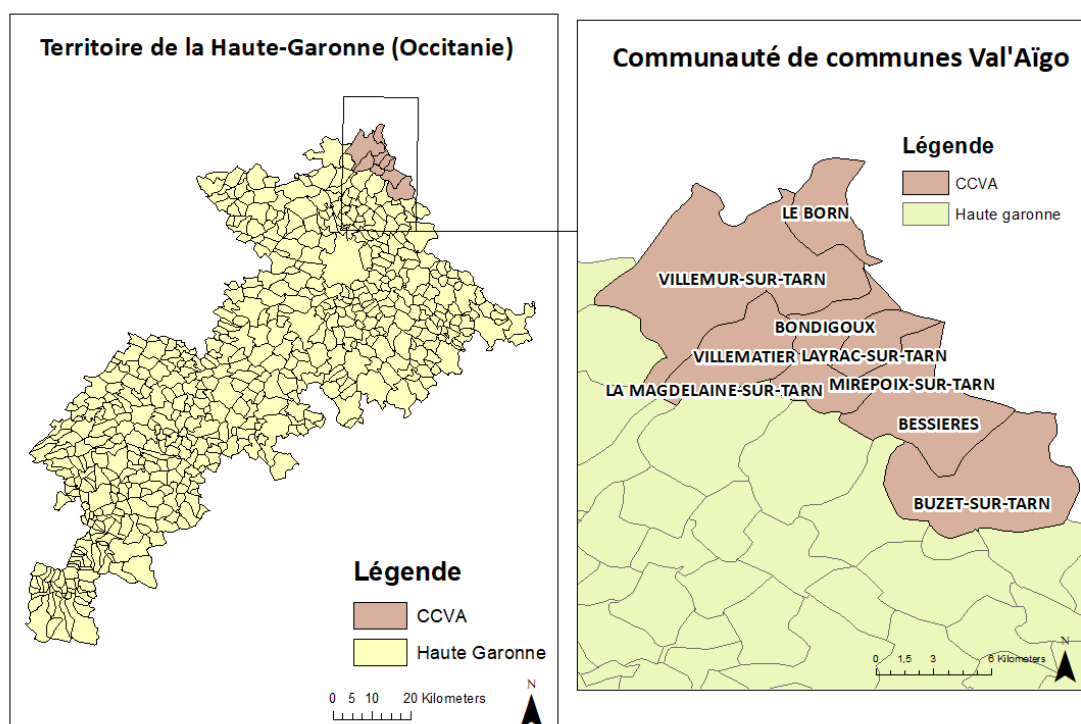 Territoire de la Haute-Garonne (Occitanie)
Légende
CCVA
Haute Garonne
0 5 10 20 Kilometers
N
Communauté de communes Val'Aïgo
Légende
CCVA
Haute garonne
LE BORN
VILLEMUR-SUR-TARN
BONDIGOUX
VILLEMATIER LAYRAC-SUR-TARN
LA MAGDELAINE-SUR-TARN MIREPOIX-SUR-TARN
BESSIERES
BUZET-SUR-TARN
N
0 1,5 3 6 Kilometers